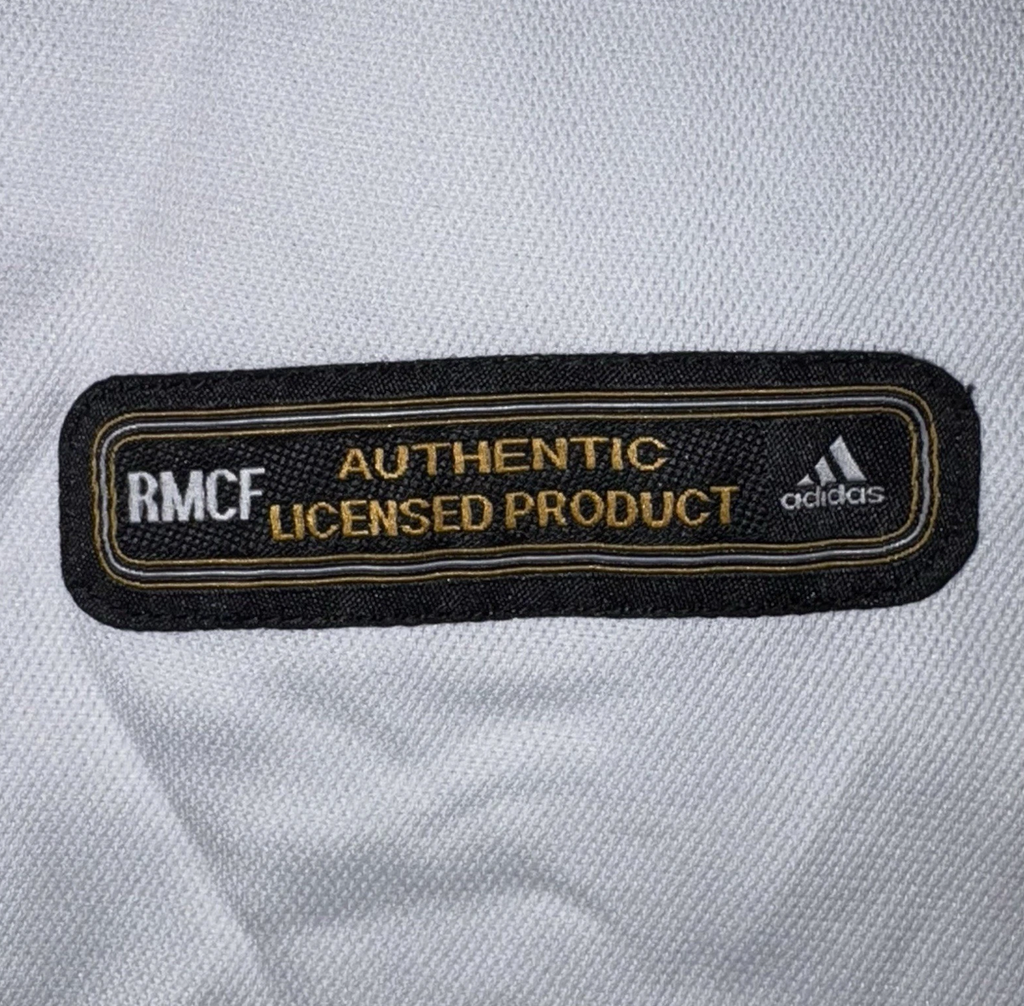 RMCF
AUTHENTIC
LICENSED PRODUCT
adidas